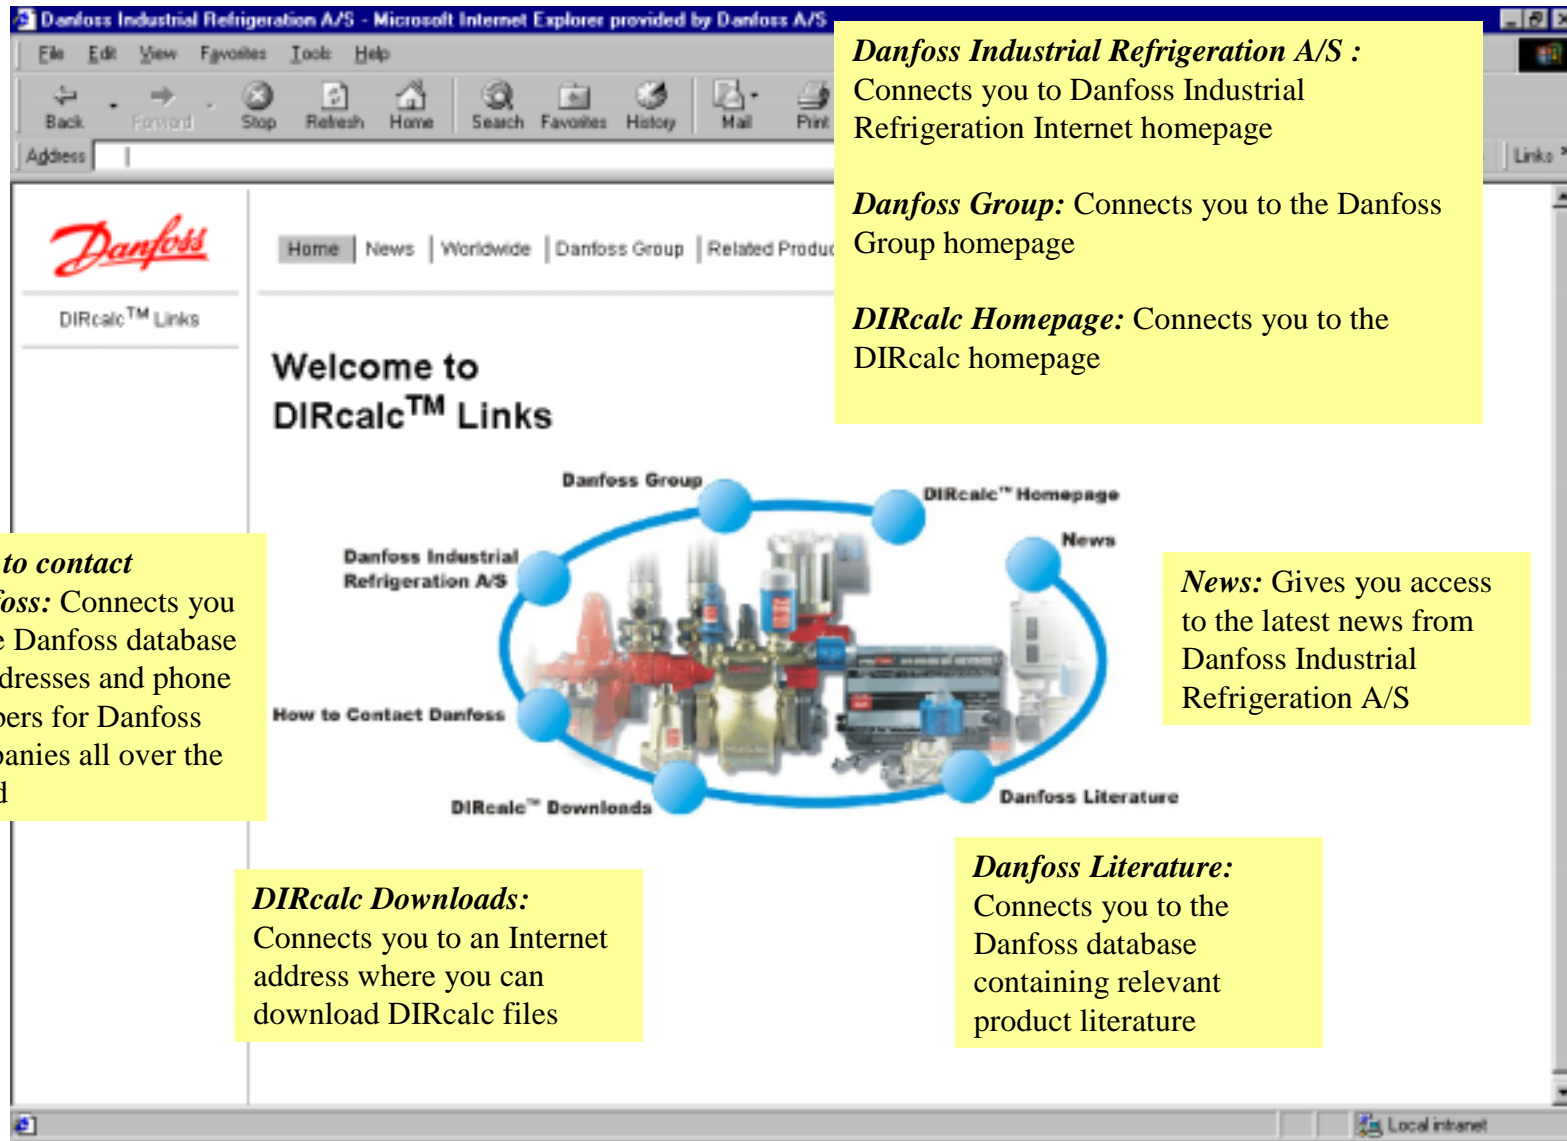 Danfoss Industrial Refrigeration A/S - Microsoft Internet Explorer provided by Danfoss A/S
File Edit View Favorites Tools Help
Back Forward Stop Refresh Home Search Favorites History Mail Print
Address
Links
Danfoss Industrial Refrigeration A/S :
Connects you to Danfoss Industrial
Refrigeration Internet homepage
Danfoss Group: Connects you to the Danfoss
Group homepage
DIRcalc Homepage: Connects you to the
DIRcalc homepage
Danfoss
Home News Worldwide Danfoss Group Related Produc
DIRcalc™ Links
Welcome to
DIRcalc™ Links
Danfoss Group
DIRcalc™ Homepage
News
Danfoss Industrial
Refrigeration A/S
How to Contact Danfoss
DIRcalc™ Downloads
Danfoss Literature
to contact
oss: Connects you
e Danfoss database
dresses and phone
bers for Danfoss
panies all over the
d
News: Gives you access
to the latest news from
Danfoss Industrial
Refrigeration A/S
DIRcalc Downloads:
Connects you to an Internet
address where you can
download DIRcalc files
Danfoss Literature:
Connects you to the
Danfoss database
containing relevant
product literature
Local intranet